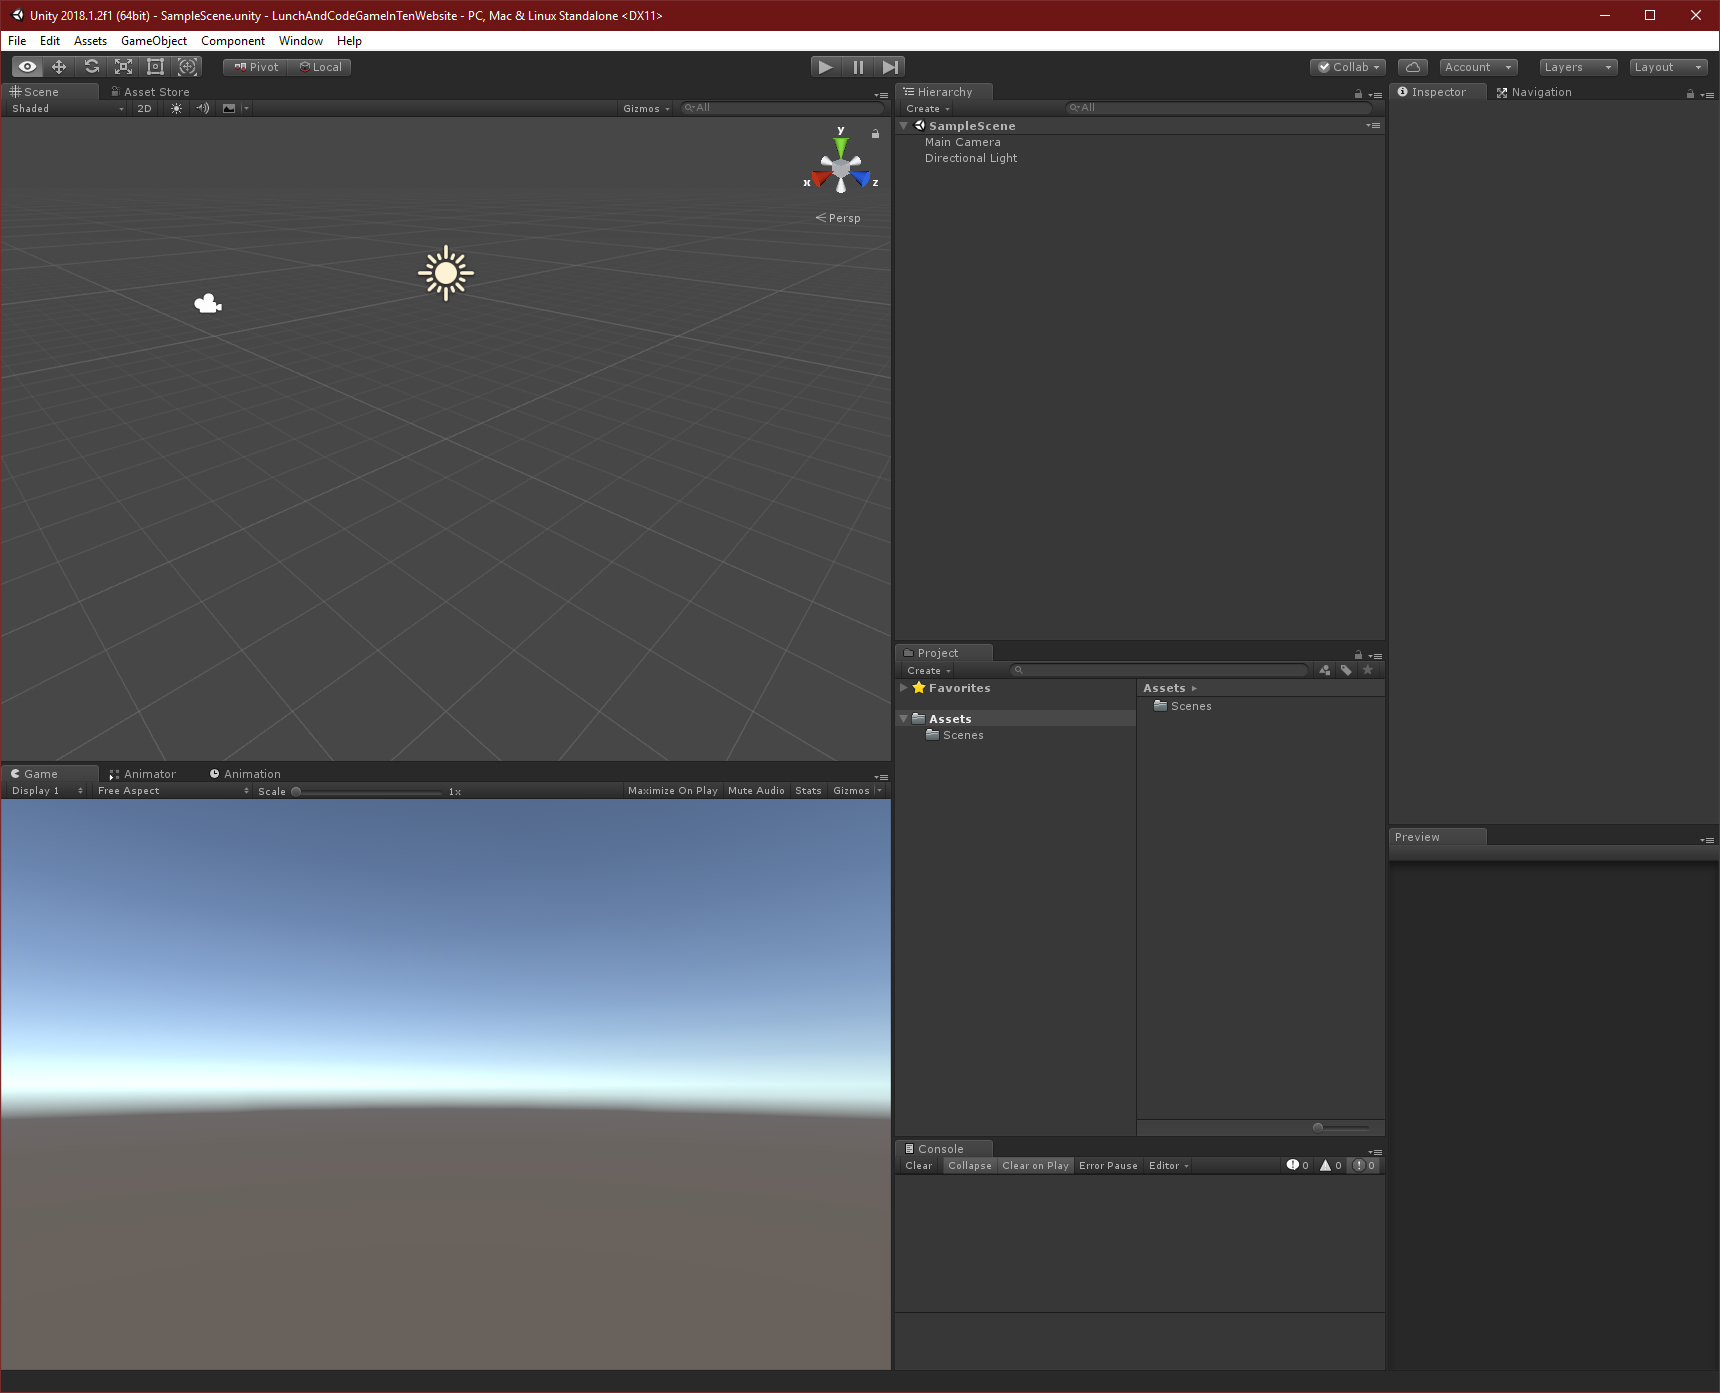 Unity 2018.1.2f1 (64bit) - SampleScene.unity - LunchAndCodeGameInTenWebsite - PC, Mac & Linux Standalone <DX11>
File Edit Assets GameObject Component Window Help
Pivot Local Collab Account Layers Layout
Scene Asset Store
Shaded 2D Gizmos All
y
x z
Persp
Hierarchy
Create All
SampleScene
Main Camera
Directional Light
Inspector Navigation
Project
Create
Favorites
Assets
Scenes
Assets
Scenes
Game Animator Animation
Display 1 Free Aspect Scale 1x Maximize On Play Mute Audio Stats Gizmos
Preview
Console
Clear Collapse Clear on Play Error Pause Editor 0 0 0